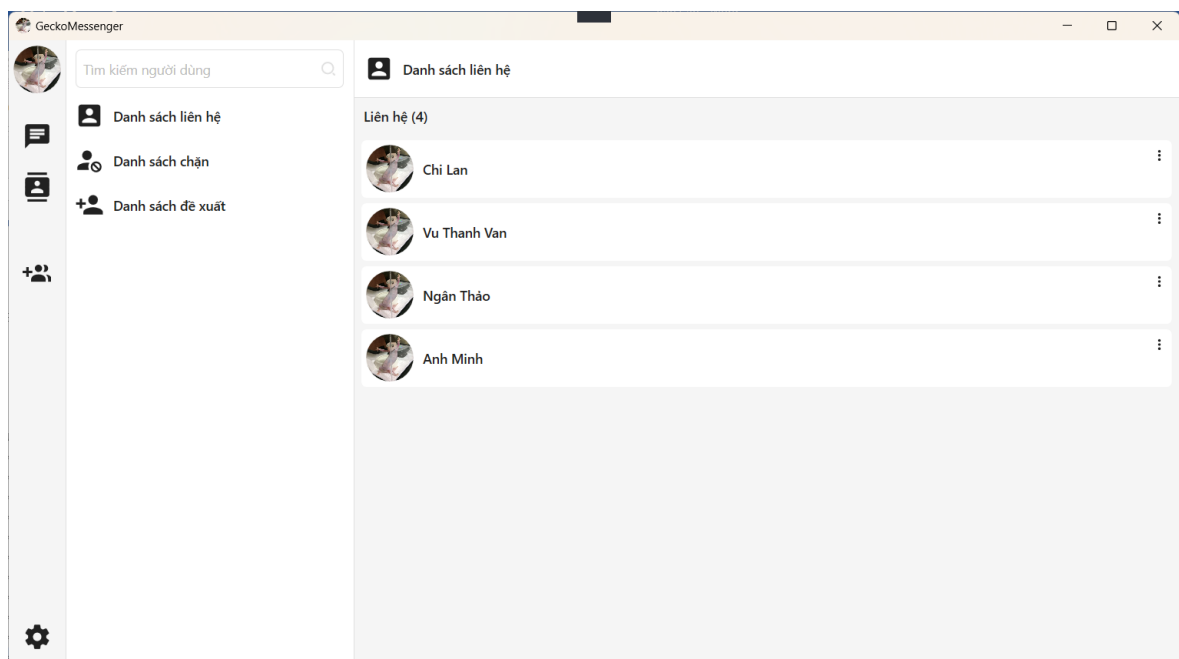 GeckoMessenger
Tìm kiếm người dùng
Danh sách liên hệ
Danh sách chặn
Danh sách đề xuất
Danh sách liên hệ
Liên hệ (4)
Chi Lan
Vu Thanh Van
Ngân Thảo
Anh Minh